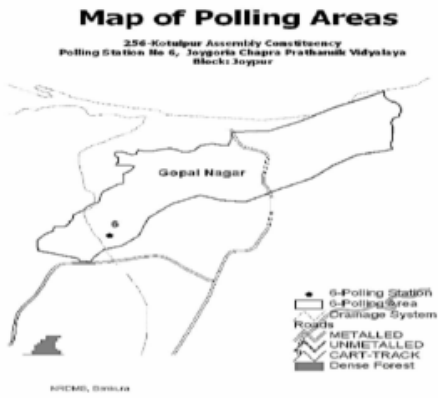 Map of Polling Areas
256-Kotulpur Assembly Constituency
Polling Station No 6, Joygoria Chapra Prathamik Vidyalaya
Block: Joypur
Gopal Nagar
6
6-Polling Station
6-Polling Area
Drainage System
Roads
METALLED
UNMETALLED
CART-TRACK
Dense Forest
NRDMS, Bankura